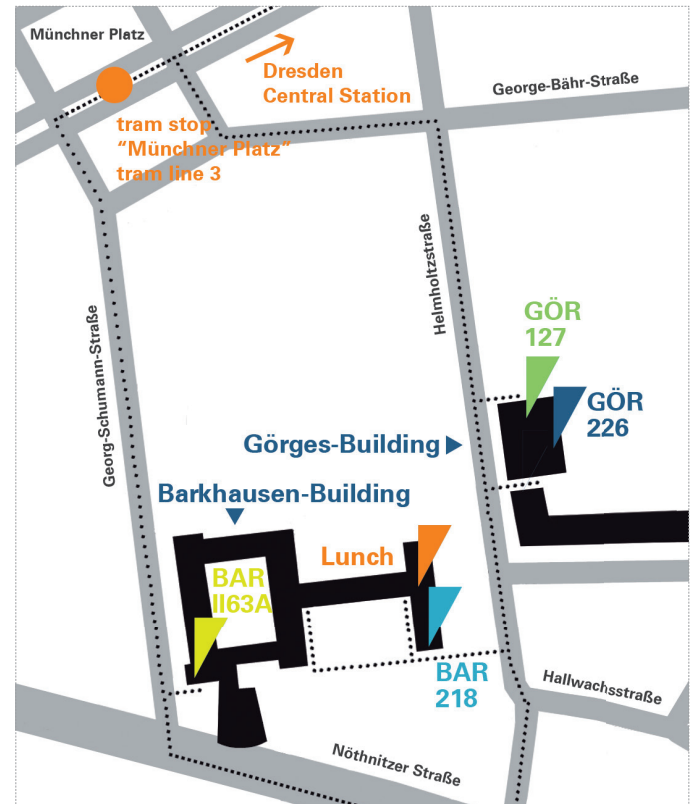 Münchner Platz
Dresden
Central Station
George-Bähr-Straße
tram stop
“Münchner Platz”
tram line 3
Helmholtzstraße
Georg-Schumann-Straße
GÖR
127
GÖR
226
Görges-Building
Barkhausen-Building
Lunch
BAR
II63A
BAR
218
Hallwachsstraße
Nöthnitzer Straße